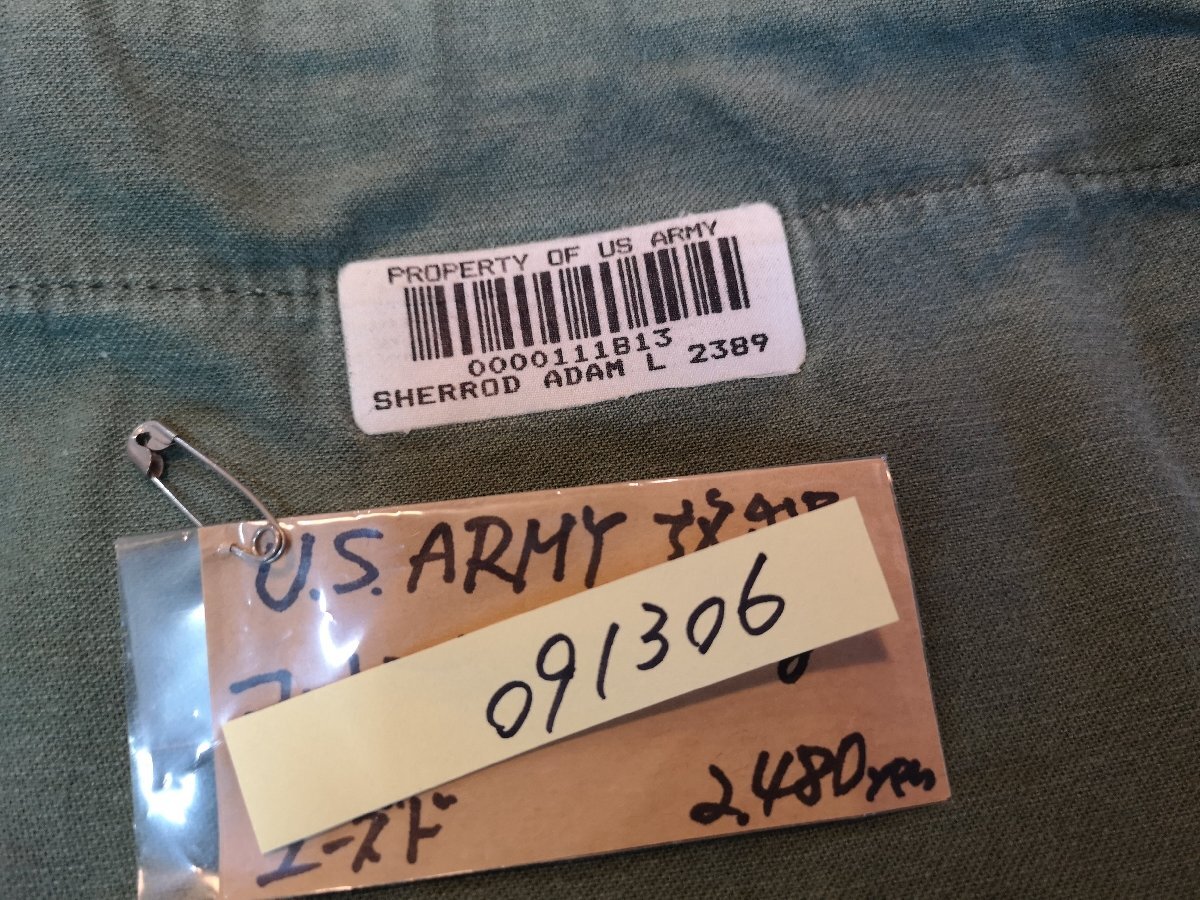 PROPERTY OF US ARMY
0000111B13
SHERROD ADAM L 2389
U.S. ARMY
091306
ユーズド
2,480yen